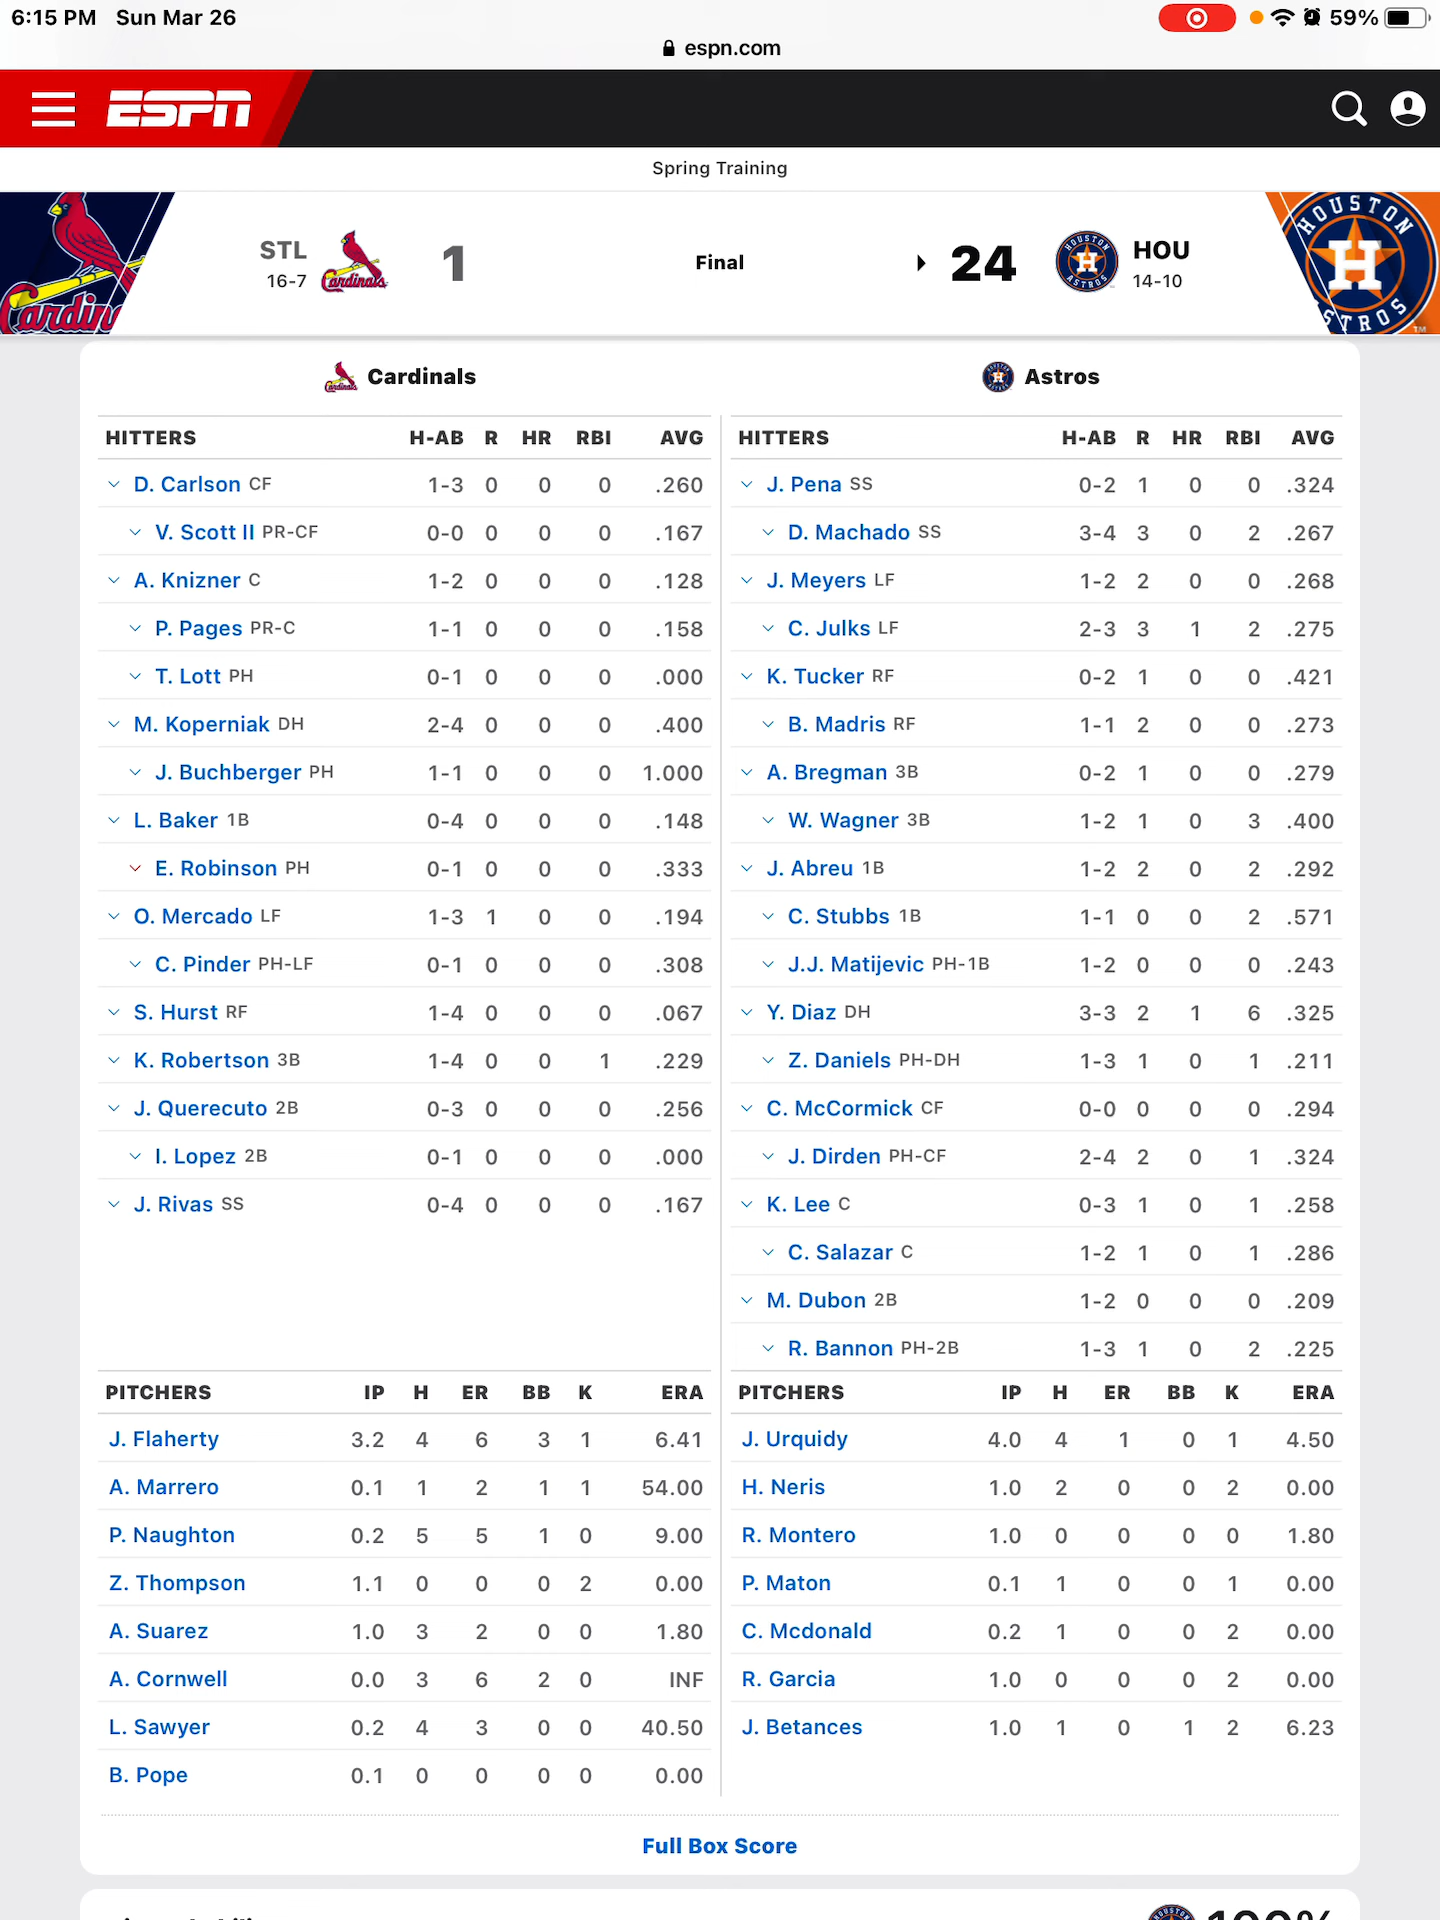 6:15 PM Sun Mar 26 59%
espn.com
ESPN
Spring Training
STL 16-7 Cardinals 1 Final 24 HOUSTON ASTROS H HOU 14-10
Cardinals Astros
HITTERS H-AB R HR RBI AVG HITTERS H-AB R HR RBI AVG
D. Carlson CF 1-3 0 0 0 .260 J. Pena SS 0-2 1 0 0 .324
V. Scott II PR-CF 0-0 0 0 0 .167 D. Machado SS 3-4 3 0 2 .267
A. Knizner C 1-2 0 0 0 .128 J. Meyers LF 1-2 2 0 0 .268
P. Pages PR-C 1-1 0 0 0 .158 C. Julks LF 2-3 3 1 2 .275
T. Lott PH 0-1 0 0 0 .000 K. Tucker RF 0-2 1 0 0 .421
M. Koperniak DH 2-4 0 0 0 .400 B. Madris RF 1-1 2 0 0 .273
J. Buchberger PH 1-1 0 0 0 1.000 A. Bregman 3B 0-2 1 0 0 .279
L. Baker 1B 0-4 0 0 0 .148 W. Wagner 3B 1-2 1 0 3 .400
E. Robinson PH 0-1 0 0 0 .333 J. Abreu 1B 1-2 2 0 2 .292
O. Mercado LF 1-3 1 0 0 .194 C. Stubbs 1B 1-1 0 0 2 .571
C. Pinder PH-LF 0-1 0 0 0 .308 J.J. Matijevic PH-1B 1-2 0 0 0 .243
S. Hurst RF 1-4 0 0 0 .067 Y. Diaz DH 3-3 2 1 6 .325
K. Robertson 3B 1-4 0 0 1 .229 Z. Daniels PH-DH 1-3 1 0 1 .211
J. Querecuto 2B 0-3 0 0 0 .256 C. McCormick CF 0-0 0 0 0 .294
I. Lopez 2B 0-1 0 0 0 .000 J. Dirden PH-CF 2-4 2 0 1 .324
J. Rivas SS 0-4 0 0 0 .167 K. Lee C 0-3 1 0 1 .258
C. Salazar C 1-2 1 0 1 .286
M. Dubon 2B 1-2 0 0 0 .209
R. Bannon PH-2B 1-3 1 0 2 .225
PITCHERS IP H ER BB K ERA PITCHERS IP H ER BB K ERA
J. Flaherty 3.2 4 6 3 1 6.41 J. Urquidy 4.0 4 1 0 1 4.50
A. Marrero 0.1 1 2 1 1 54.00 H. Neris 1.0 2 0 0 2 0.00
P. Naughton 0.2 5 5 1 0 9.00 R. Montero 1.0 0 0 0 0 1.80
Z. Thompson 1.1 0 0 0 2 0.00 P. Maton 0.1 1 0 0 1 0.00
A. Suarez 1.0 3 2 0 0 1.80 C. Mcdonald 0.2 1 0 0 2 0.00
A. Cornwell 0.0 3 6 2 0 INF R. Garcia 1.0 0 0 0 2 0.00
L. Sawyer 0.2 4 3 0 0 40.50 J. Betances 1.0 1 0 1 2 6.23
B. Pope 0.1 0 0 0 0 0.00
Full Box Score
100%